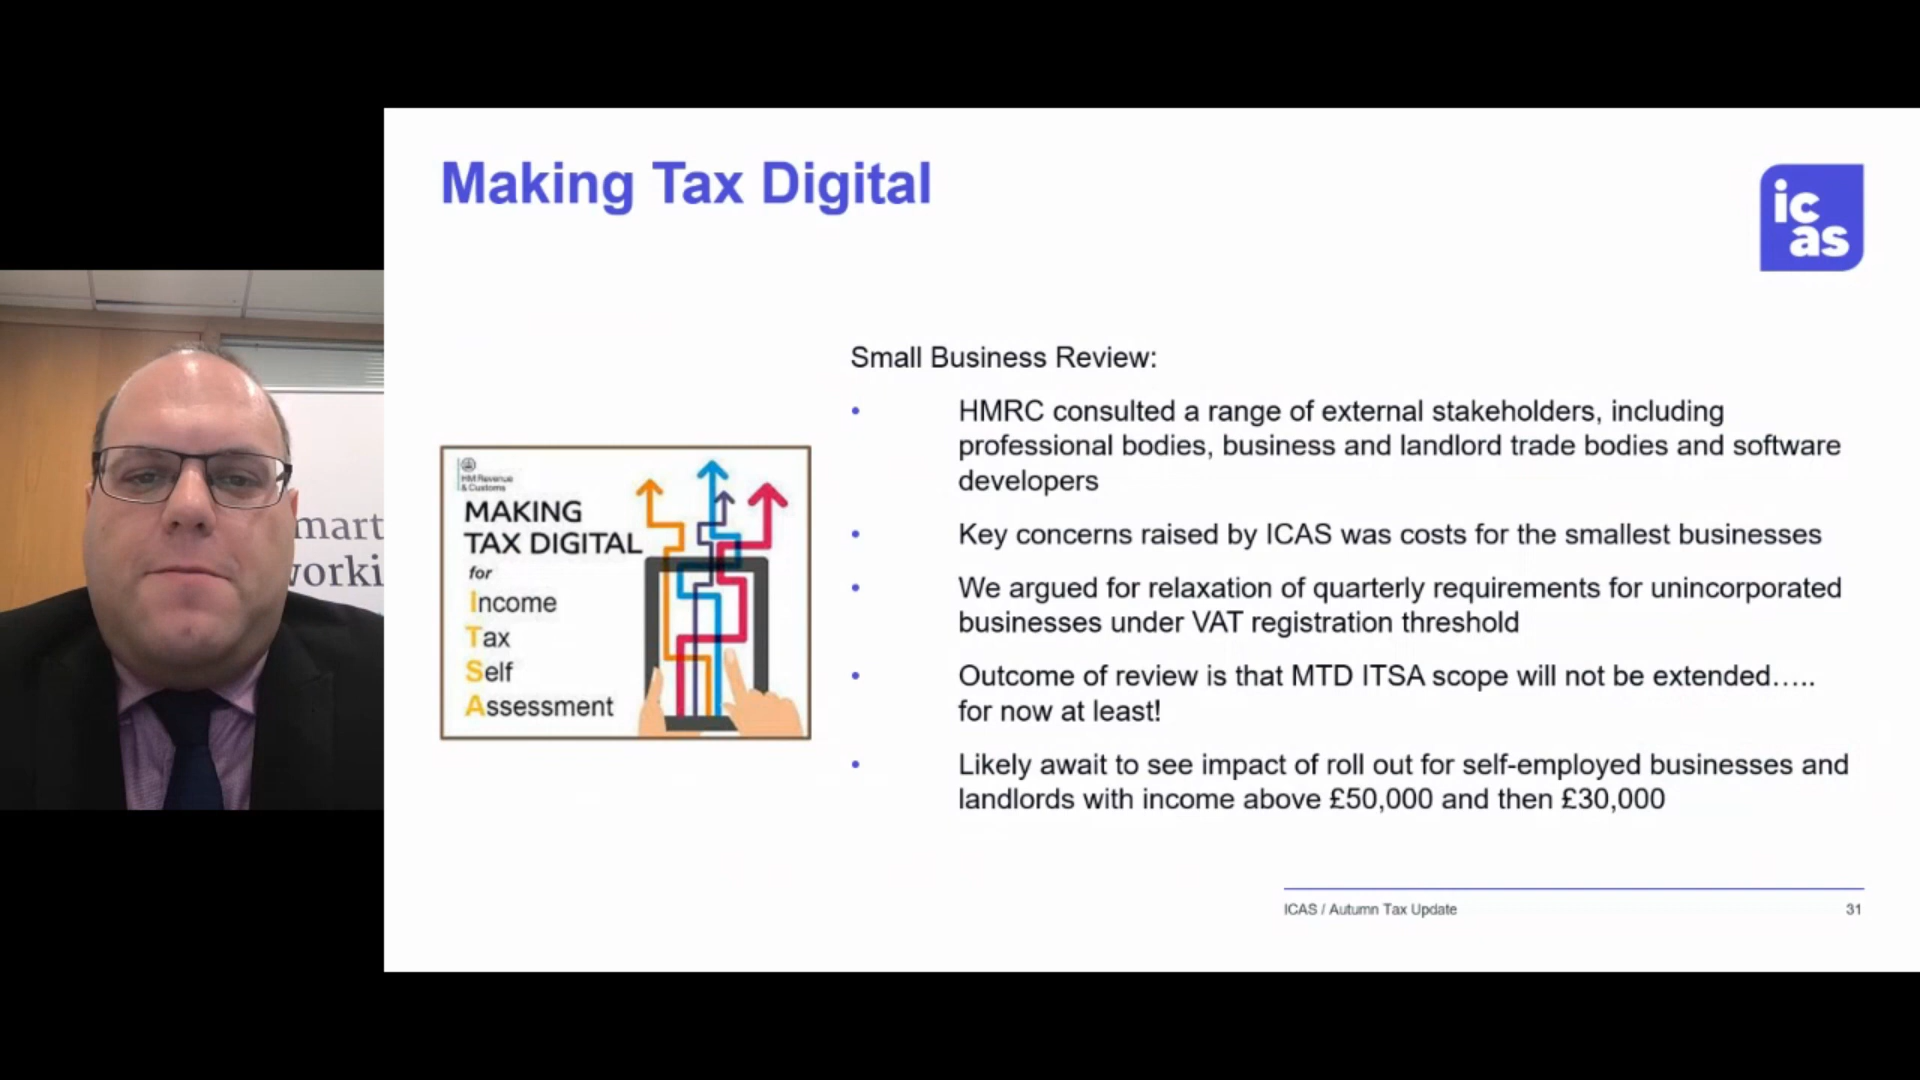 Making Tax Digital
ic
as
Small Business Review:
• HMRC consulted a range of external stakeholders, including
professional bodies, business and landlord trade bodies and software
developers
• Key concerns raised by ICAS was costs for the smallest businesses
• We argued for relaxation of quarterly requirements for unincorporated
businesses under VAT registration threshold
• Outcome of review is that MTD ITSA scope will not be extended…..
for now at least!
• Likely await to see impact of roll out for self-employed businesses and
landlords with income above £50,000 and then £30,000
HM Revenue
& Customs
MAKING
TAX DIGITAL
for
Income
Tax
Self
Assessment
mart
worki
ICAS / Autumn Tax Update
31